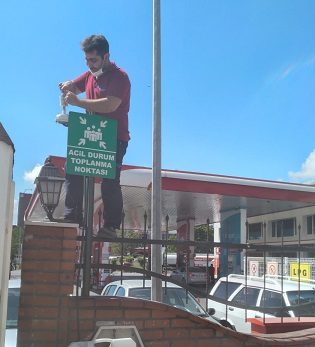 ACİL DURUM
TOPLANMA
NOKTASI
LPG